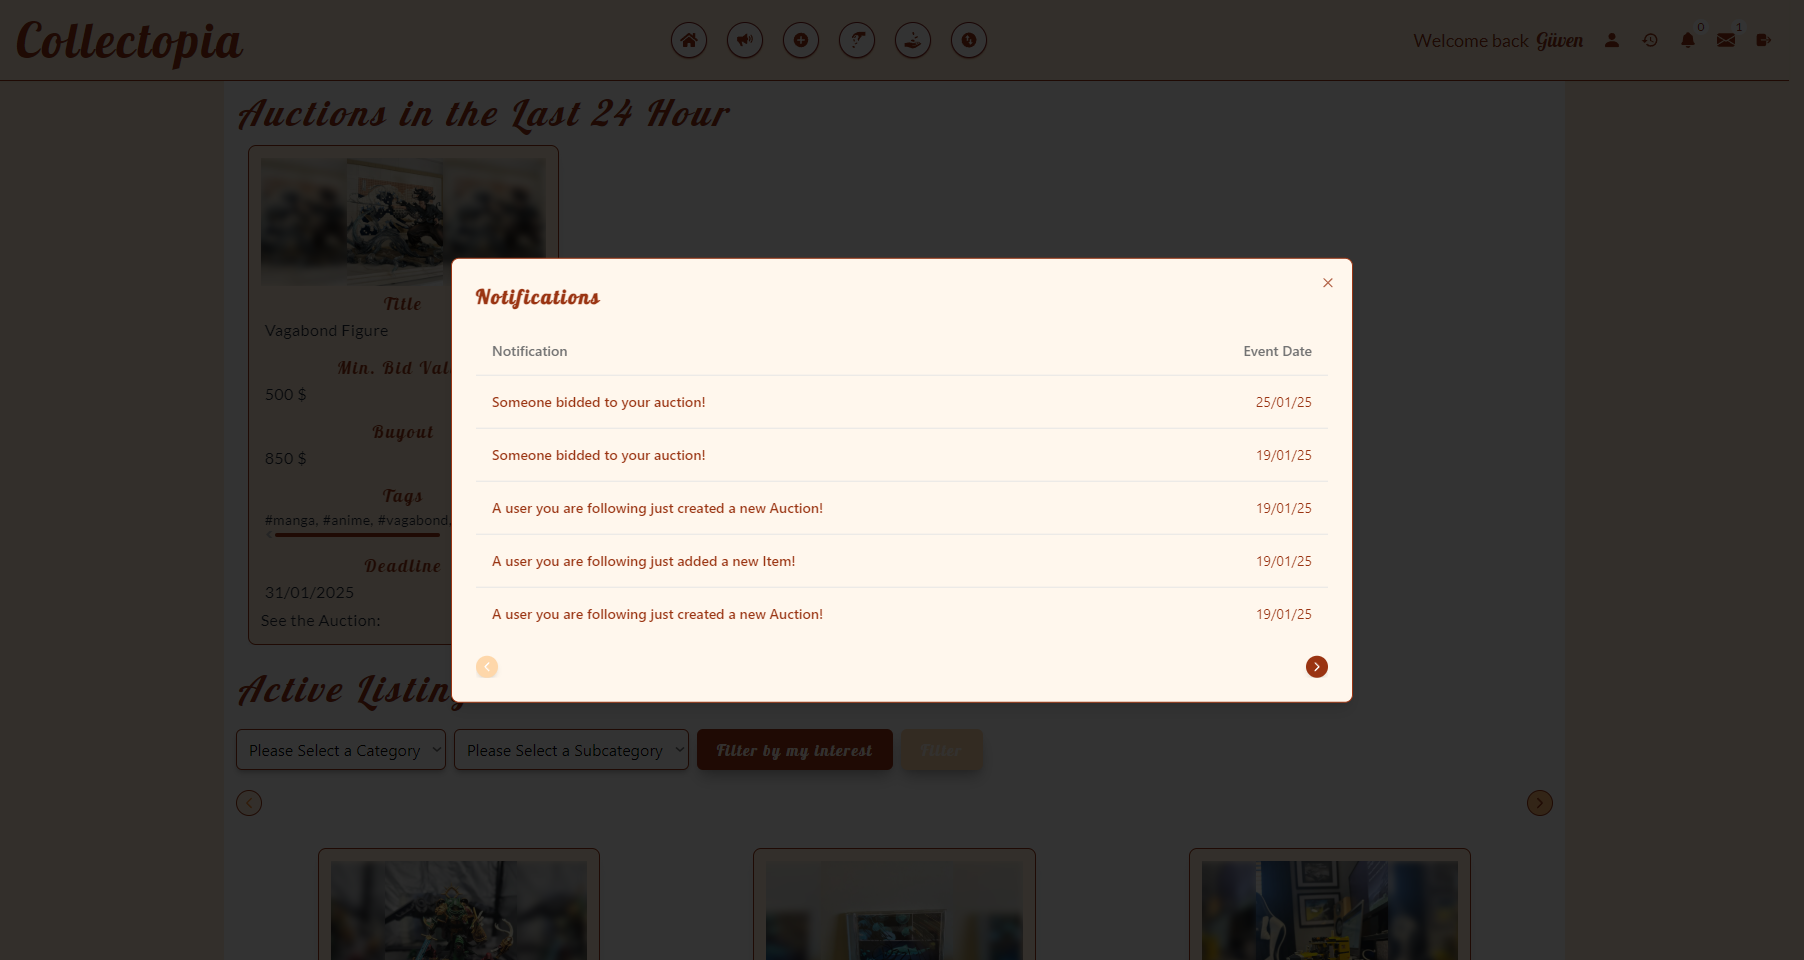 Collectopia
Welcome back Güven
0
1
Auctions in the Last 24 Hour
Title
Vagabond Figure
Min. Bid Val
500 $
Buyout
850 $
Tags
#manga, #anime, #vagabond,
Deadline
31/01/2025
See the Auction:
Notifications
Notification Event Date
Someone bidded to your auction! 25/01/25
Someone bidded to your auction! 19/01/25
A user you are following just created a new Auction! 19/01/25
A user you are following just added a new Item! 19/01/25
A user you are following just created a new Auction! 19/01/25
Active Listing
Please Select a Category Please Select a Subcategory Filter by my interest Filter